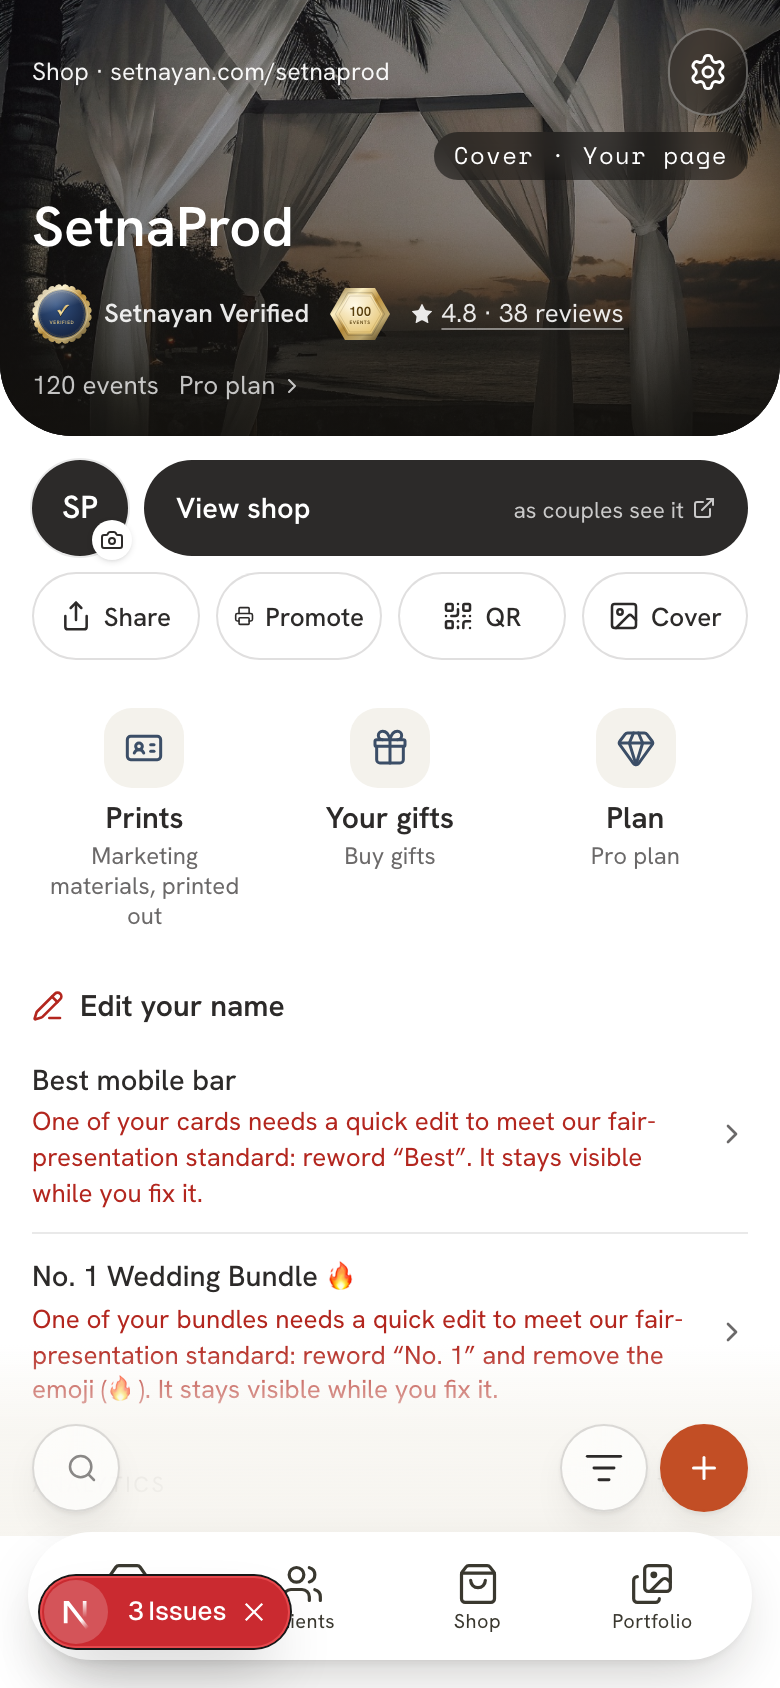 Shop · setnayan.com/setnaprod
Cover · Your page
SetnaProd
✓
VERIFIED
Setnayan Verified
100
EVENTS
★ 4.8 · 38 reviews
120 events Pro plan
SP
View shop
as couples see it
Share
Promote
QR
Cover
Prints
Marketing
materials, printed
out
Your gifts
Buy gifts
Plan
Pro plan
Edit your name
Best mobile bar
One of your cards needs a quick edit to meet our fair-
presentation standard: reword “Best”. It stays visible
while you fix it.
No. 1 Wedding Bundle 🔥
One of your bundles needs a quick edit to meet our fair-
presentation standard: reword “No. 1” and remove the
emoji (🔥). It stays visible while you fix it.
N 3 Issues
Shop
Portfolio